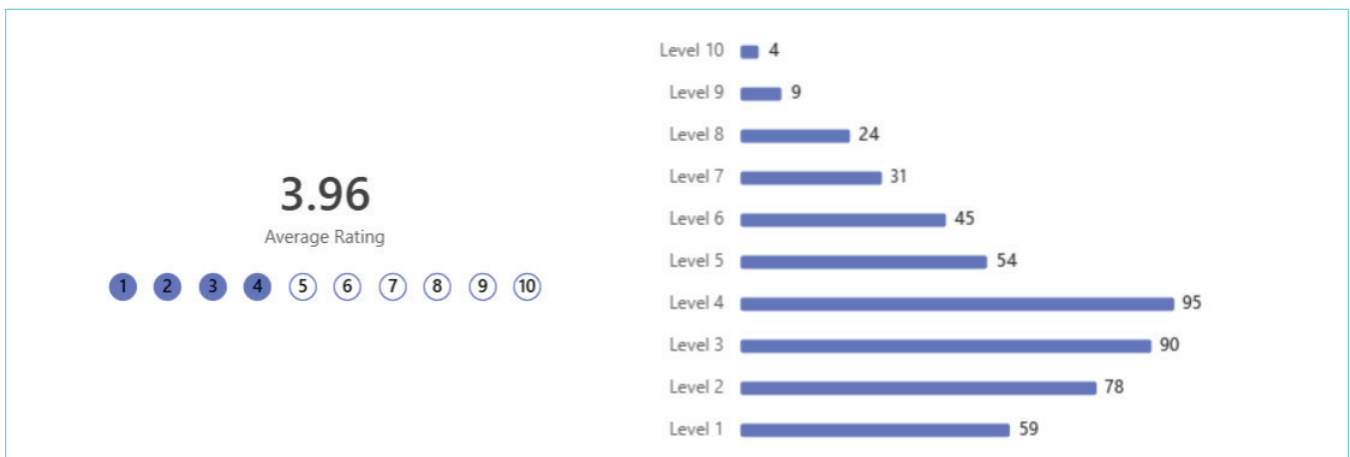 3.96
Average Rating
1 2 3 4 5 6 7 8 9 10
Level 10 4
Level 9 9
Level 8 24
Level 7 31
Level 6 45
Level 5 54
Level 4 95
Level 3 90
Level 2 78
Level 1 59